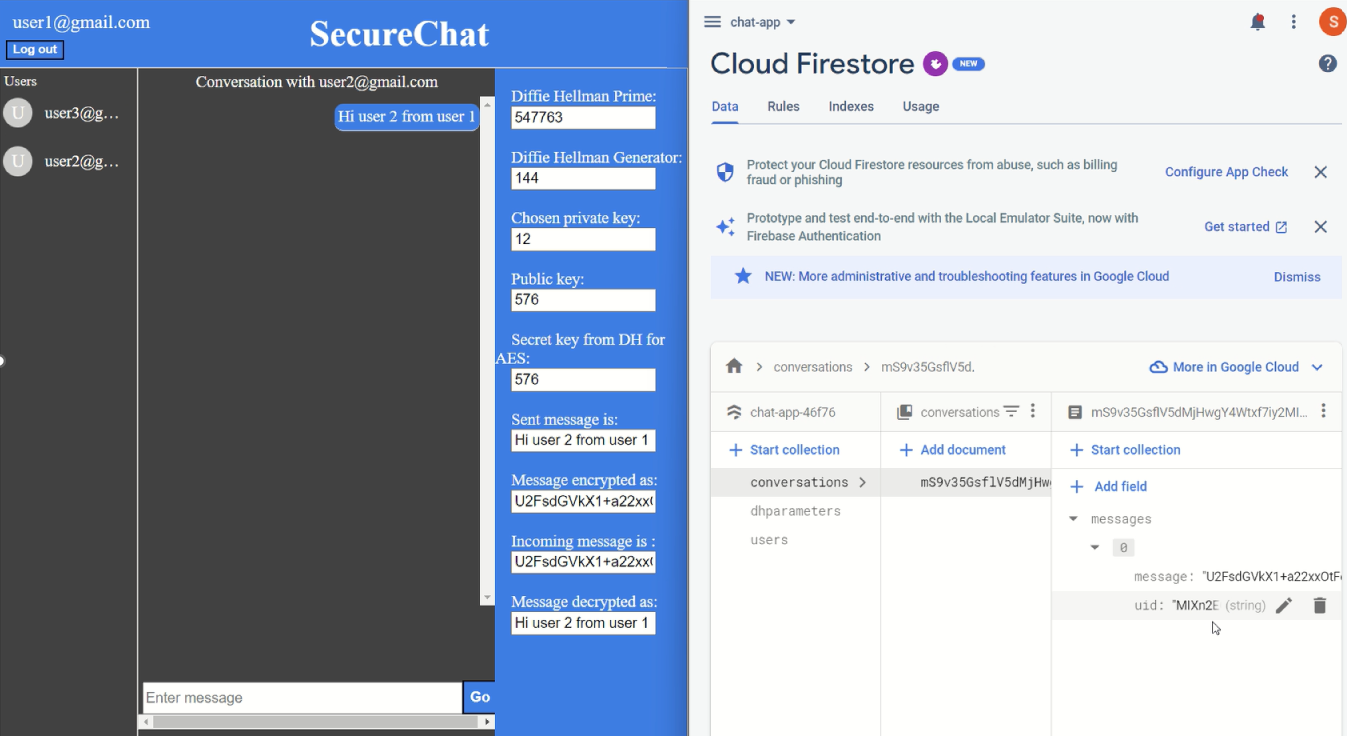 user1@gmail.com
Log out
SecureChat
Users
U
user3@g...
U
user2@g...
Conversation with user2@gmail.com
Hi user 2 from user 1
Enter message
Go
Diffie Hellman Prime:
547763
Diffie Hellman Generator:
144
Chosen private key:
12
Public key:
576
Secret key from DH for
AES:
576
Sent message is:
Hi user 2 from user 1
Message encrypted as:
U2FsdGVkX1+a22xx
Incoming message is :
U2FsdGVkX1+a22xx
Message decrypted as:
Hi user 2 from user 1
chat-app
S
Cloud Firestore
NEW
Data
Rules
Indexes
Usage
Protect your Cloud Firestore resources from abuse, such as billing
fraud or phishing
Configure App Check
Prototype and test end-to-end with the Local Emulator Suite, now with
Firebase Authentication
Get started
NEW: More administrative and troubleshooting features in Google Cloud
Dismiss
conversations
mS9v35GsflV5d.
More in Google Cloud
chat-app-46f76
conversations
mS9v35GsflV5dMjHwgY4Wtxf7iy2MI...
Start collection
Add document
Start collection
conversations
mS9v35GsflV5dMjHw
Add field
dhparameters
users
messages
0
message: "U2FsdGVkX1+a22xxOtF
uid: "MIXn2E (string)